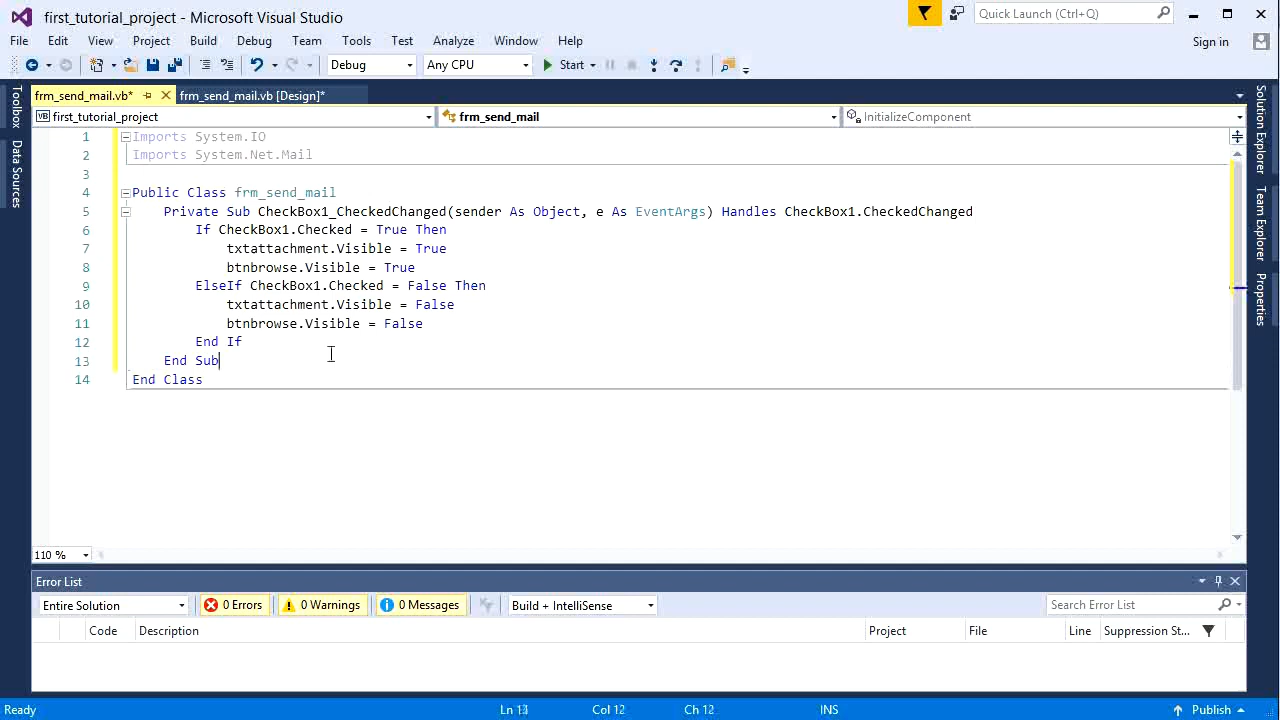 first_tutorial_project - Microsoft Visual Studio
Quick Launch (Ctrl+Q)
File Edit View Project Build Debug Team Tools Test Analyze Window Help
Sign in
Debug Any CPU Start
frm_send_mail.vb* frm_send_mail.vb [Design]*
first_tutorial_project frm_send_mail InitializeComponent
Toolbox
Data Sources
1 Imports System.IO
2 Imports System.Net.Mail
3
4 Public Class frm_send_mail
5 Private Sub CheckBox1_CheckedChanged(sender As Object, e As EventArgs) Handles CheckBox1.CheckedChanged
6 If CheckBox1.Checked = True Then
7 txtattachment.Visible = True
8 btnbrowse.Visible = True
9 ElseIf CheckBox1.Checked = False Then
10 txtattachment.Visible = False
11 btnbrowse.Visible = False
12 End If
13 End Sub
14 End Class
Solution Explorer
Team Explorer
Properties
110 %
Error List
Entire Solution 0 Errors 0 Warnings 0 Messages Build + IntelliSense Search Error List
Code Description Project File Line Suppression St...
Ready Ln 13 Col 12 Ch 12 INS Publish